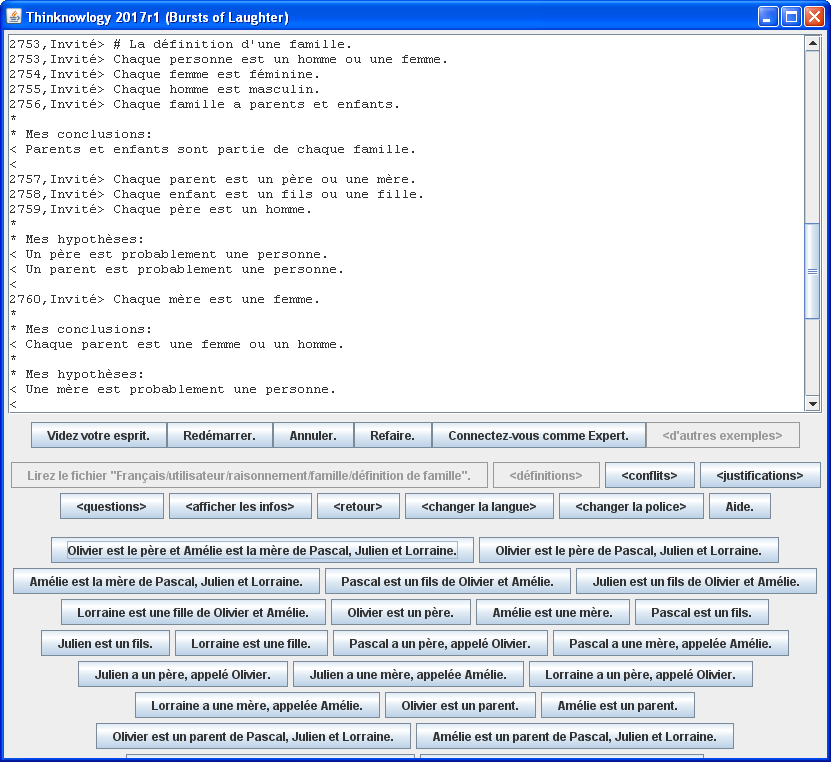 Thinknowlogy 2017r1 (Bursts of Laughter)
2753,Invité> # La définition d'une famille.
2753,Invité> Chaque personne est un homme ou une femme.
2754,Invité> Chaque femme est féminine.
2755,Invité> Chaque homme est masculin.
2756,Invité> Chaque famille a parents et enfants.
*
* Mes conclusions:
< Parents et enfants sont partie de chaque famille.
<
2757,Invité> Chaque parent est un père ou une mère.
2758,Invité> Chaque enfant est un fils ou une fille.
2759,Invité> Chaque père est un homme.
*
* Mes hypothèses:
< Un père est probablement une personne.
< Un parent est probablement une personne.
<
2760,Invité> Chaque mère est une femme.
*
* Mes conclusions:
< Chaque parent est une femme ou un homme.
*
* Mes hypothèses:
< Une mère est probablement une personne.
<
Videz votre esprit. Redémarrer. Annuler. Refaire. Connectez-vous comme Expert. <d'autres exemples>
Lirez le fichier "Français/utilisateur/raisonnement/famille/définition de famille". <définitions> <conflits> <justifications>
<questions> <afficher les infos> <retour> <changer la langue> <changer la police> Aide.
Olivier est le père et Amélie est la mère de Pascal, Julien et Lorraine. Olivier est le père de Pascal, Julien et Lorraine.
Amélie est la mère de Pascal, Julien et Lorraine. Pascal est un fils de Olivier et Amélie. Julien est un fils de Olivier et Amélie.
Lorraine est une fille de Olivier et Amélie. Olivier est un père. Amélie est une mère. Pascal est un fils.
Julien est un fils. Lorraine est une fille. Pascal a un père, appelé Olivier. Pascal a une mère, appelée Amélie.
Julien a un père, appelé Olivier. Julien a une mère, appelée Amélie. Lorraine a un père, appelé Olivier.
Lorraine a une mère, appelée Amélie. Olivier est un parent. Amélie est un parent.
Olivier est un parent de Pascal, Julien et Lorraine. Amélie est un parent de Pascal, Julien et Lorraine.